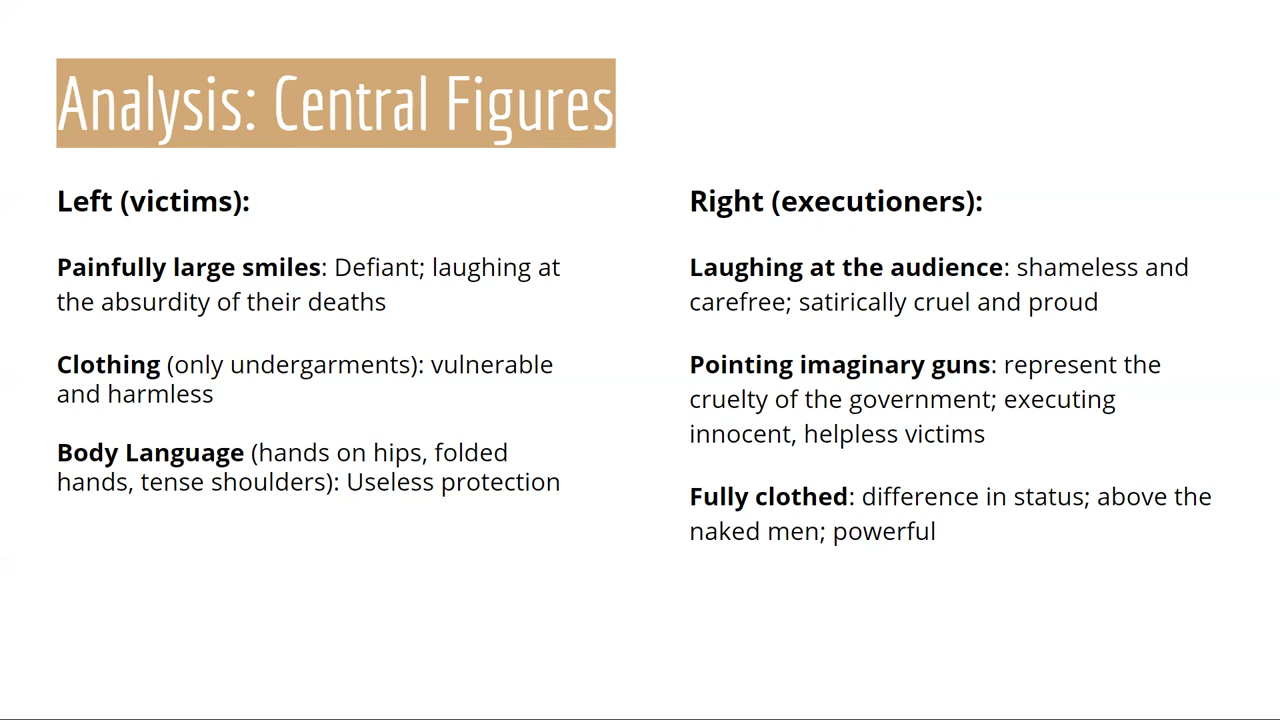 Analysis: Central Figures
Left (victims):
Painfully large smiles: Defiant; laughing at
the absurdity of their deaths
Clothing (only undergarments): vulnerable
and harmless
Body Language (hands on hips, folded
hands, tense shoulders): Useless protection
Right (executioners):
Laughing at the audience: shameless and
carefree; satirically cruel and proud
Pointing imaginary guns: represent the
cruelty of the government; executing
innocent, helpless victims
Fully clothed: difference in status; above the
naked men; powerful